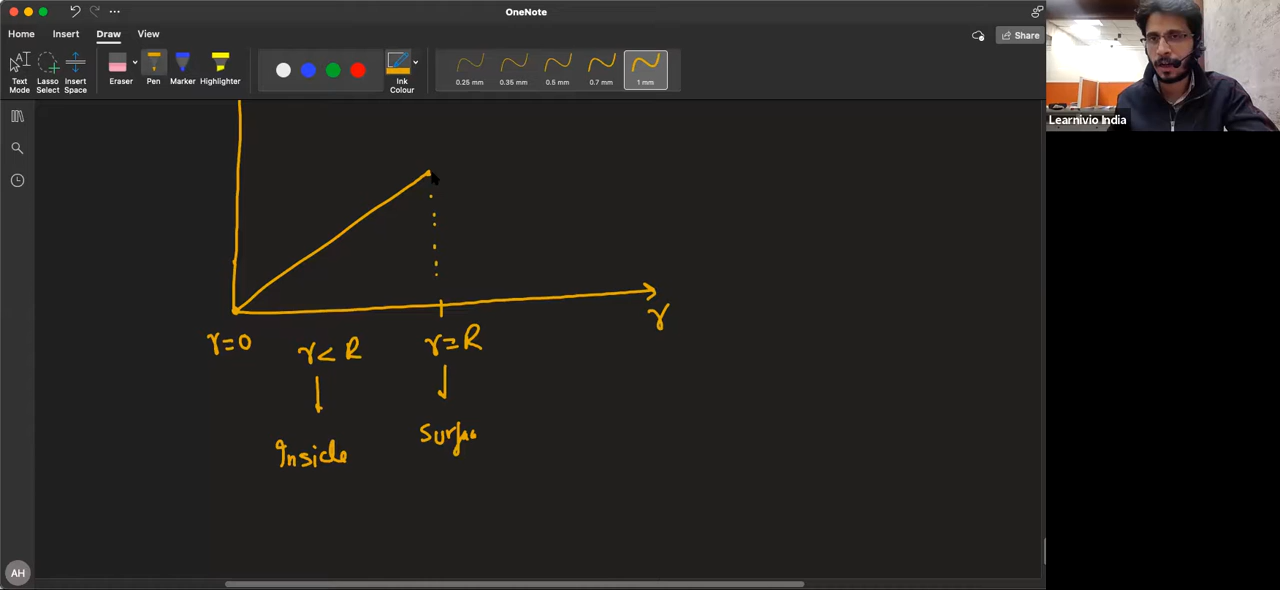 OneNote
Home Insert Draw View
Share
Text Mode
Lasso Select
Insert Space
Eraser
Pen
Marker
Highlighter
Ink Colour
0.25 mm 0.35 mm 0.5 mm 0.7 mm 1 mm
Learnivio India
r
r=0 r< R r= R
Inside
AH